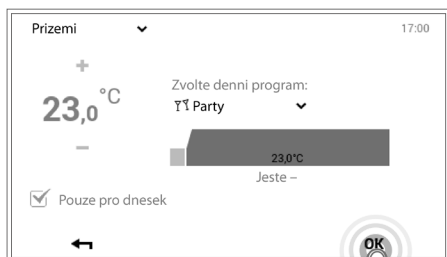 Prizemi 17:00
+
23,0 °C
–
Zvolte denni program:
Party
23,0°C
Jeste –
Pouze pro dnesek
OK